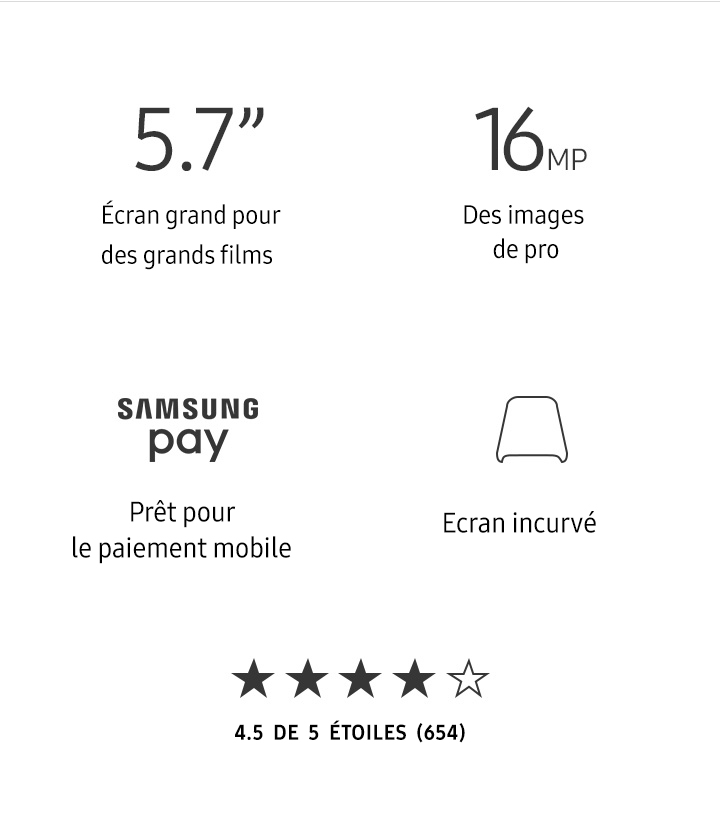 5.7”
Écran grand pour
des grands films
16MP
Des images
de pro
SAMSUNG
pay
Prêt pour
le paiement mobile
Ecran incurvé
4.5 DE 5 ÉTOILES (654)